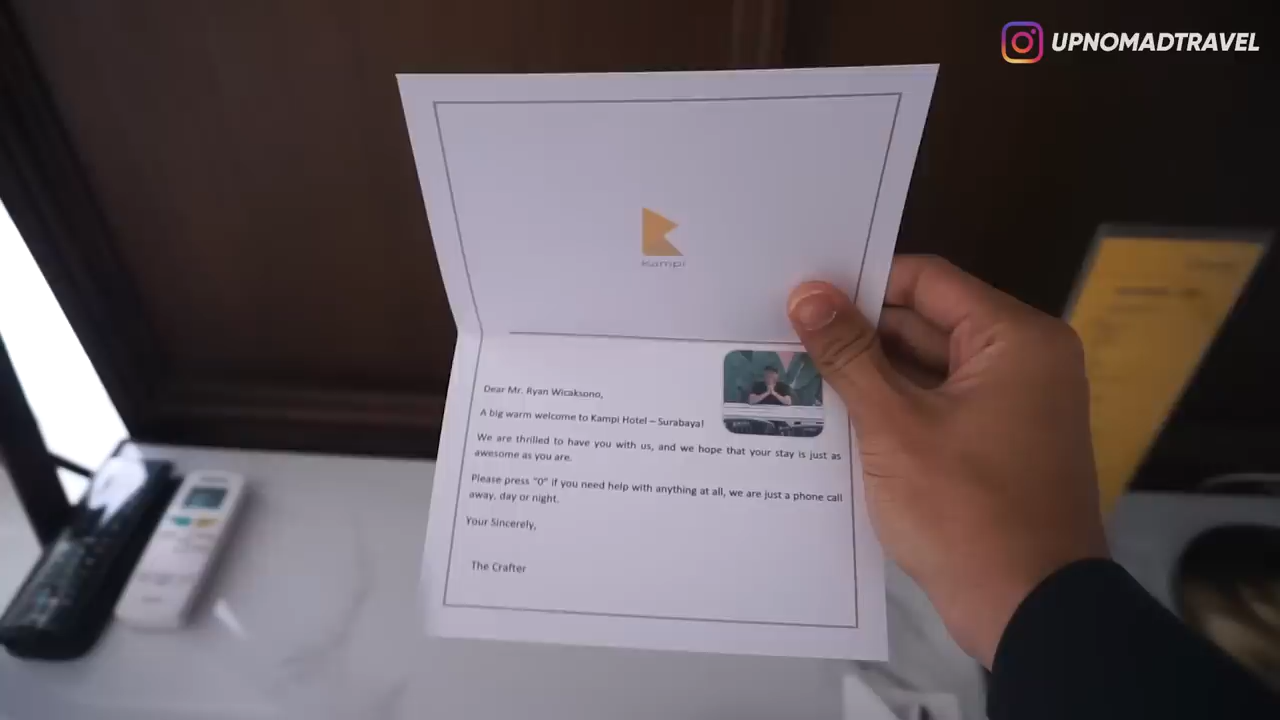 UPNOMADTRAVEL
Kampi
Dear Mr. Ryan Wicaksono,
A big warm welcome to Kampi Hotel – Surabaya!
We are thrilled to have you with us, and we hope that your stay is just as
awesome as you are.
Please press "0" if you need help with anything at all, we are just a phone call
away, day or night.
Your Sincerely,
The Crafter